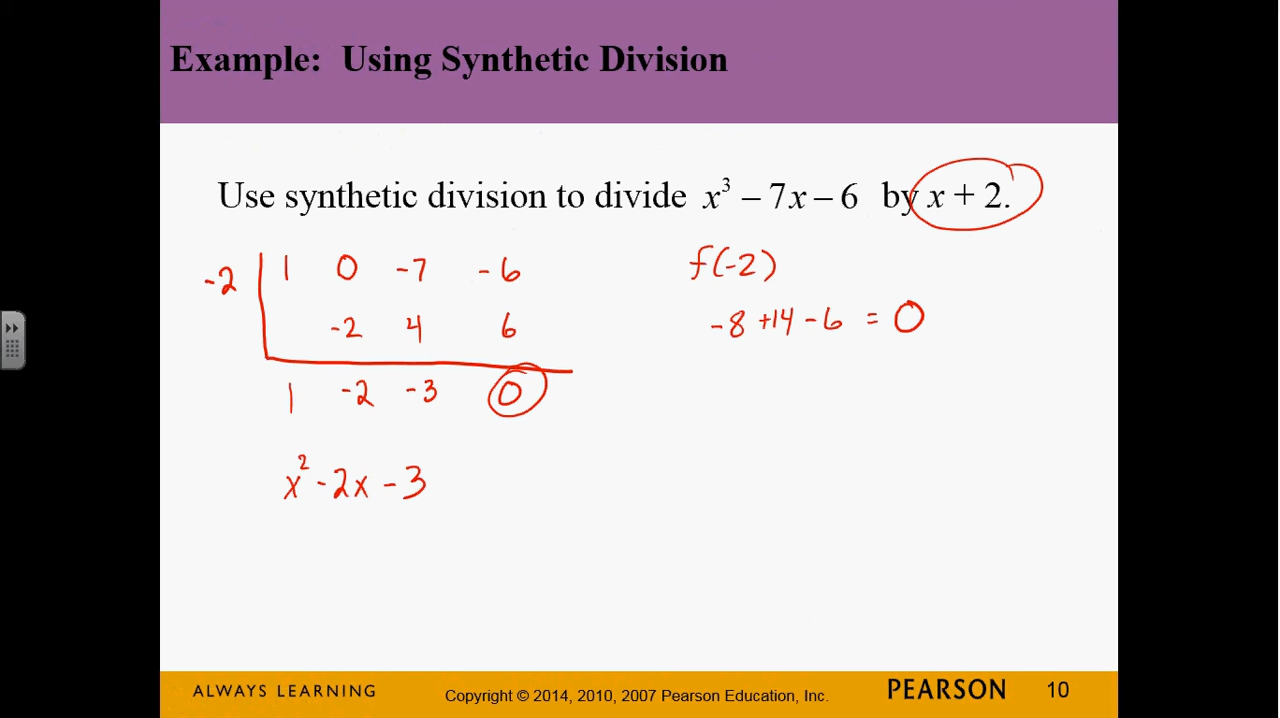 Example: Using Synthetic Division
Use synthetic division to divide x³ – 7x – 6 by x + 2.
-2 | 1 0 -7 -6
-2 4 6
1 -2 -3 0
x² - 2x - 3
f(-2)
-8 +14 - 6 = 0
ALWAYS LEARNING
Copyright © 2014, 2010, 2007 Pearson Education, Inc.
PEARSON
10